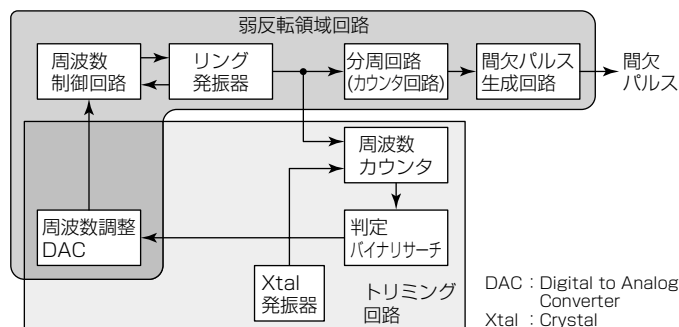 弱反転領域回路
周波数
制御回路
リング
発振器
分周回路
(カウンタ回路)
間欠パルス
生成回路
間欠
パルス
周波数
カウンタ
周波数調整
DAC
判定
バイナリサーチ
Xtal
発振器
トリミング
回路
DAC：Digital to Analog
Converter
Xtal ：Crystal